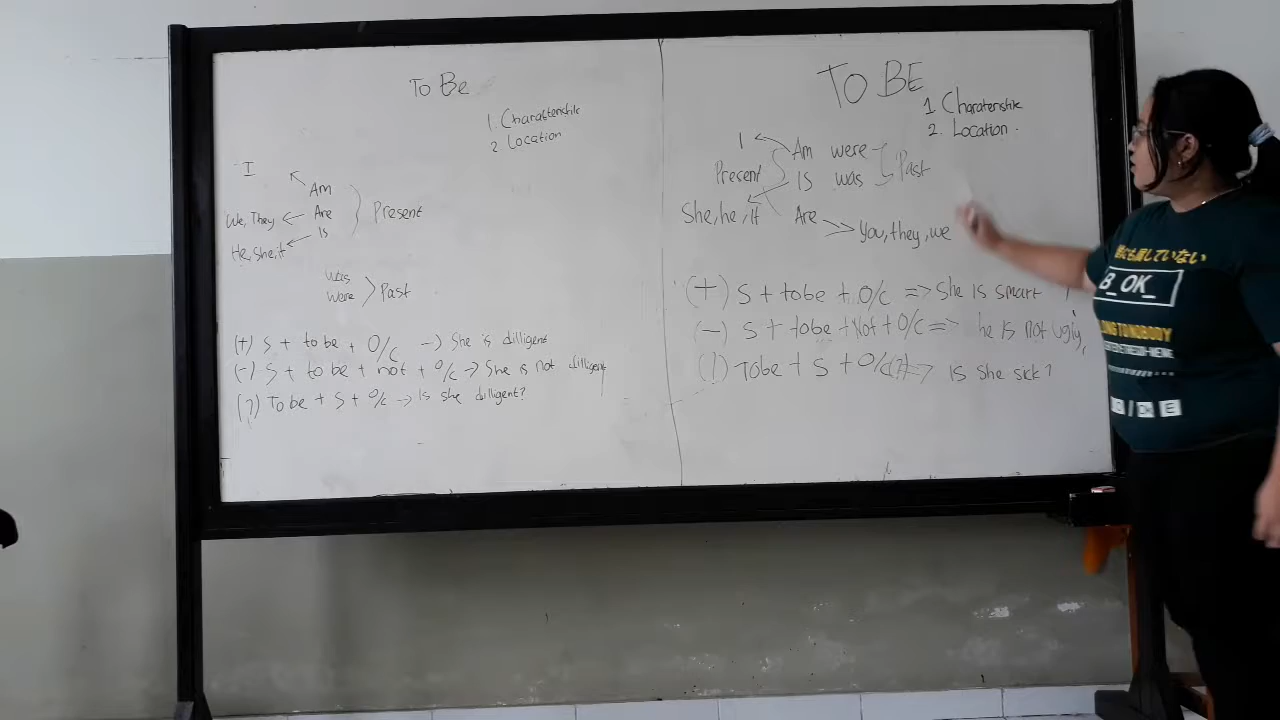 To Be
1. Charactteristik
2 Location
I
Am
We, They
Are
Present
He, She, it
Is
was
were
Past
(+) S + to be + O/c → She is dilligent
(-) S + to be + not + O/c → She is not dilligent
(?) To be + S + O/c → Is she dilligent?
TO BE
1 Charateristik
2. Location
I
Am were
Present
Is was
Past
She, he, it
Are
you, they, we
(+) S + tobe + O/c => She is smart
(-) S + tobe + Not + O/c => he is not ugly,
(?) Tobe + S + O/c(?) => Is she sick?
B_OK_